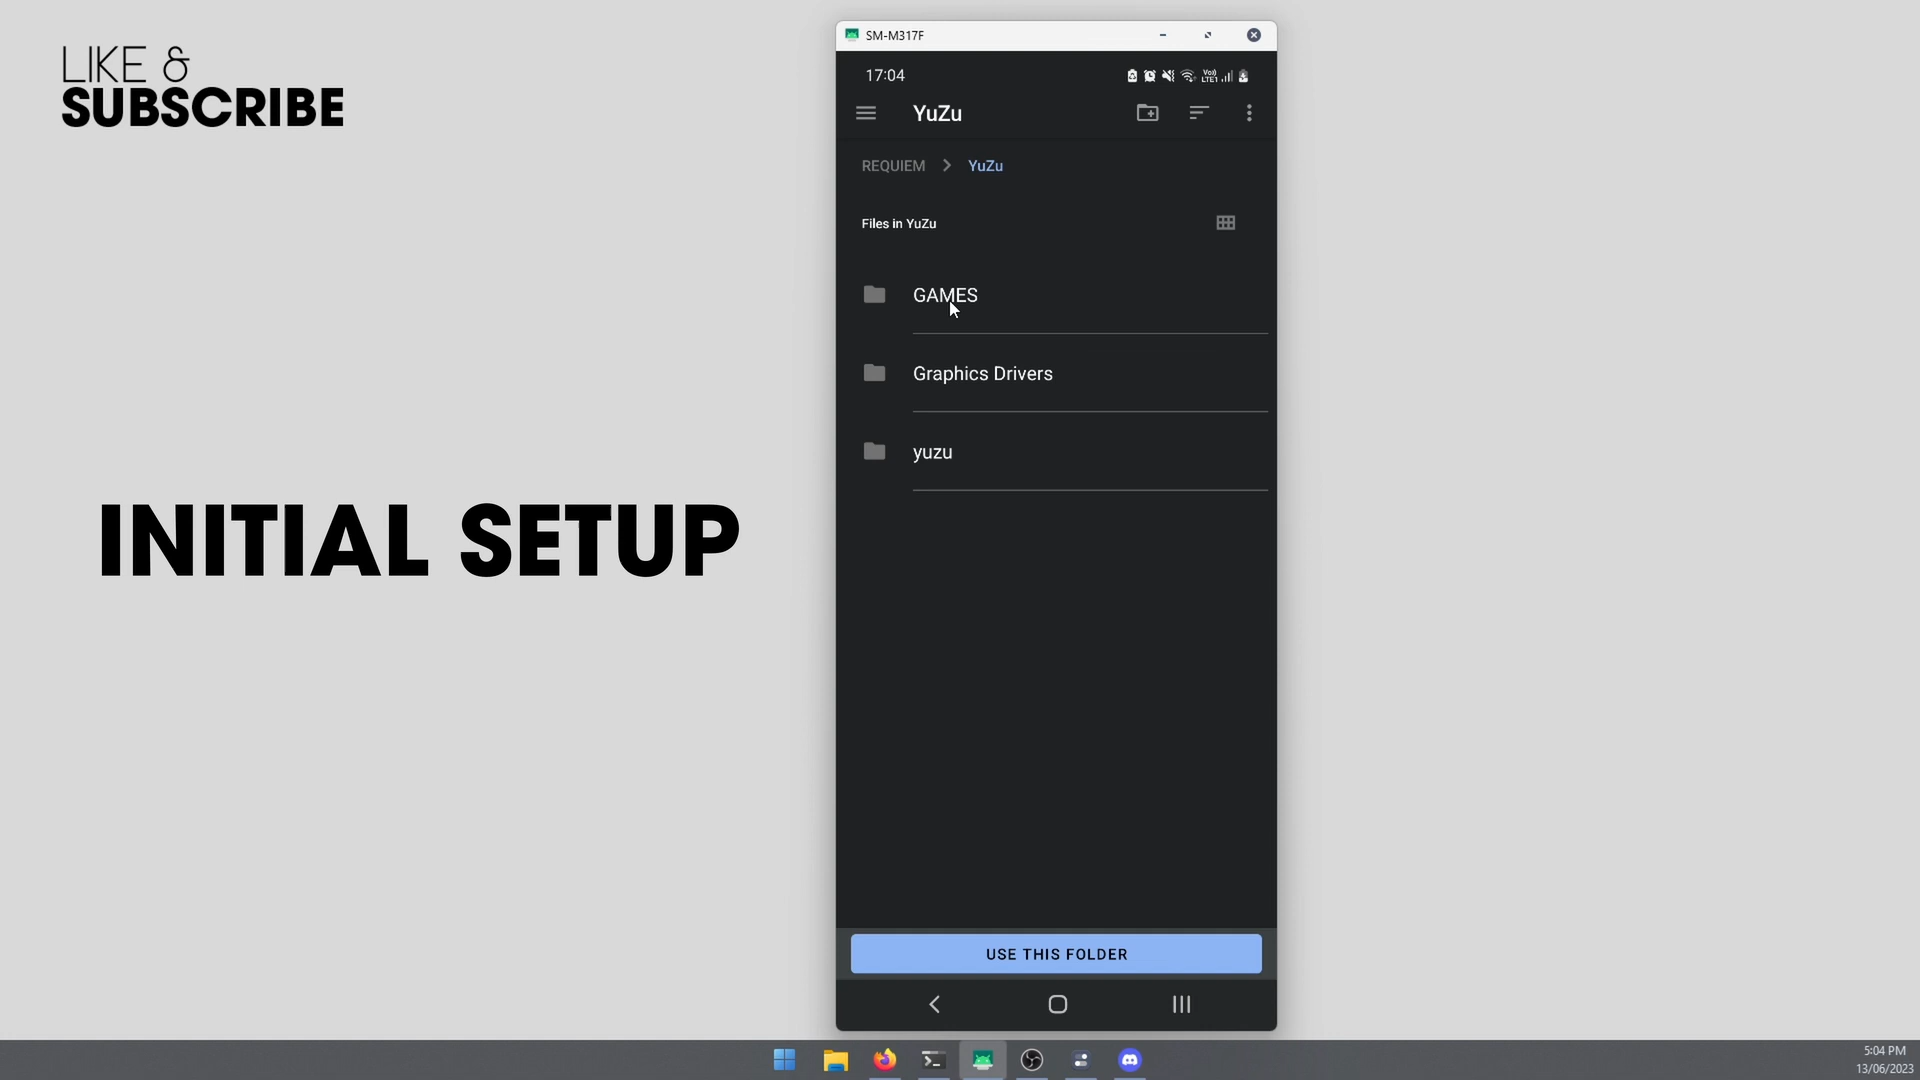 LIKE &
SUBSCRIBE
INITIAL SETUP
SM-M317F
17:04
YuZu
REQUIEM
YuZu
Files in YuZu
GAMES
Graphics Drivers
yuzu
USE THIS FOLDER
5:04 PM
13/06/2023